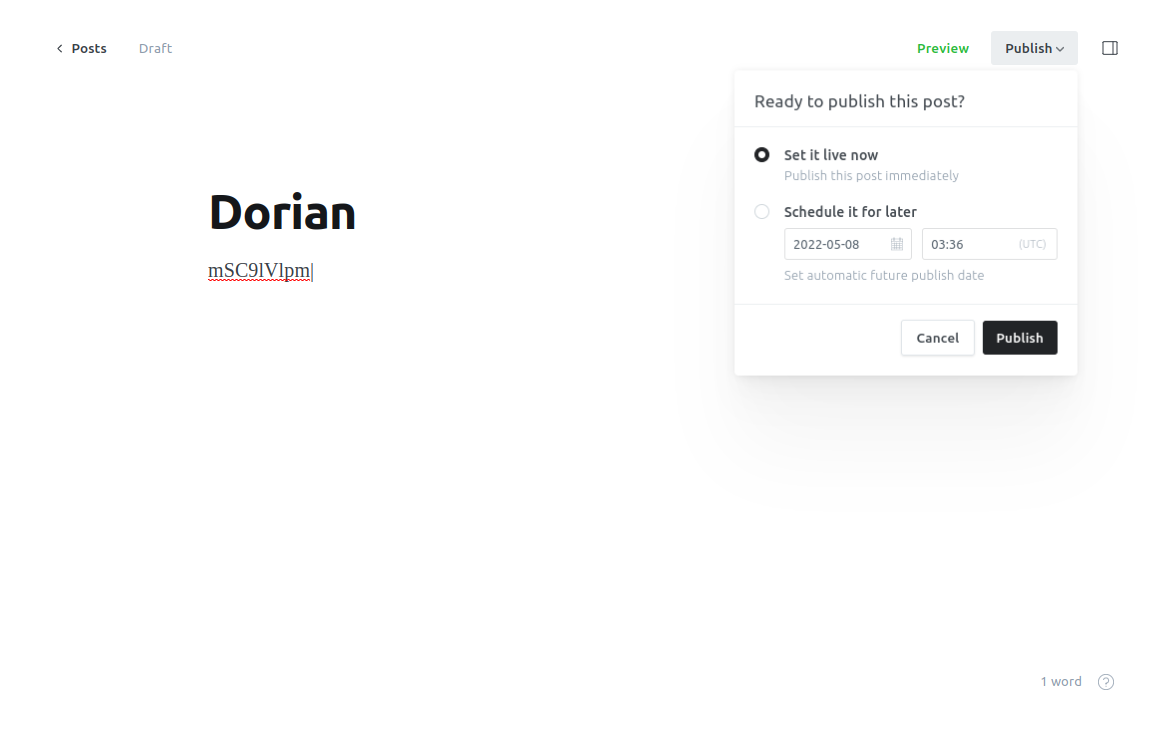 Posts Draft Preview Publish
Ready to publish this post?
Set it live now
Publish this post immediately
Schedule it for later
2022-05-08 03:36 (UTC)
Set automatic future publish date
Cancel Publish
Dorian
mSC9lVlpm
1 word ?